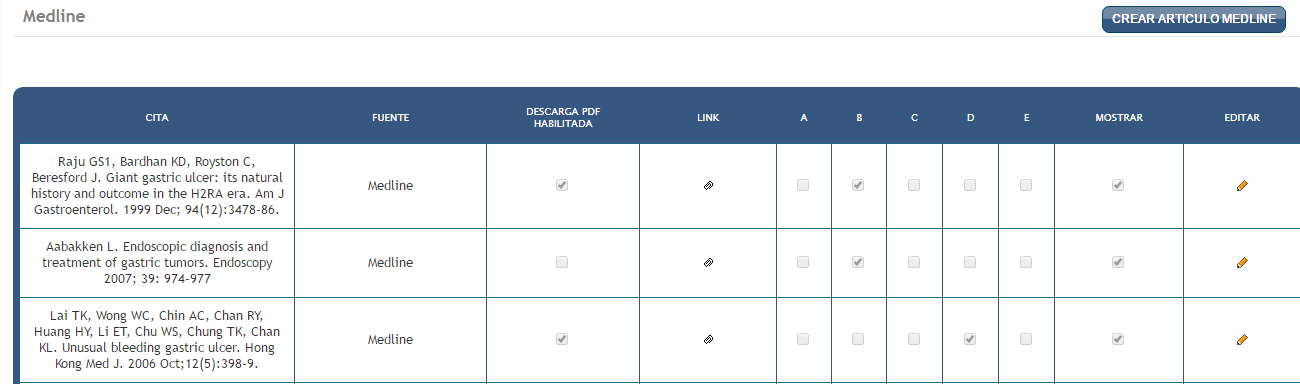 Medline
CREAR ARTICULO MEDLINE
CITA FUENTE DESCARGA PDF HABILITADA LINK A B C D E MOSTRAR EDITAR
Raju GS1, Bardhan KD, Royston C,
Beresford J. Giant gastric ulcer: its natural
history and outcome in the H2RA era. Am J
Gastroenterol. 1999 Dec; 94(12):3478-86.
Medline
Aabakken L. Endoscopic diagnosis and
treatment of gastric tumors. Endoscopy
2007; 39: 974-977
Medline
Lai TK, Wong WC, Chin AC, Chan RY,
Huang HY, Li ET, Chu WS, Chung TK, Chan
KL. Unusual bleeding gastric ulcer. Hong
Kong Med J. 2006 Oct;12(5):398-9.
Medline